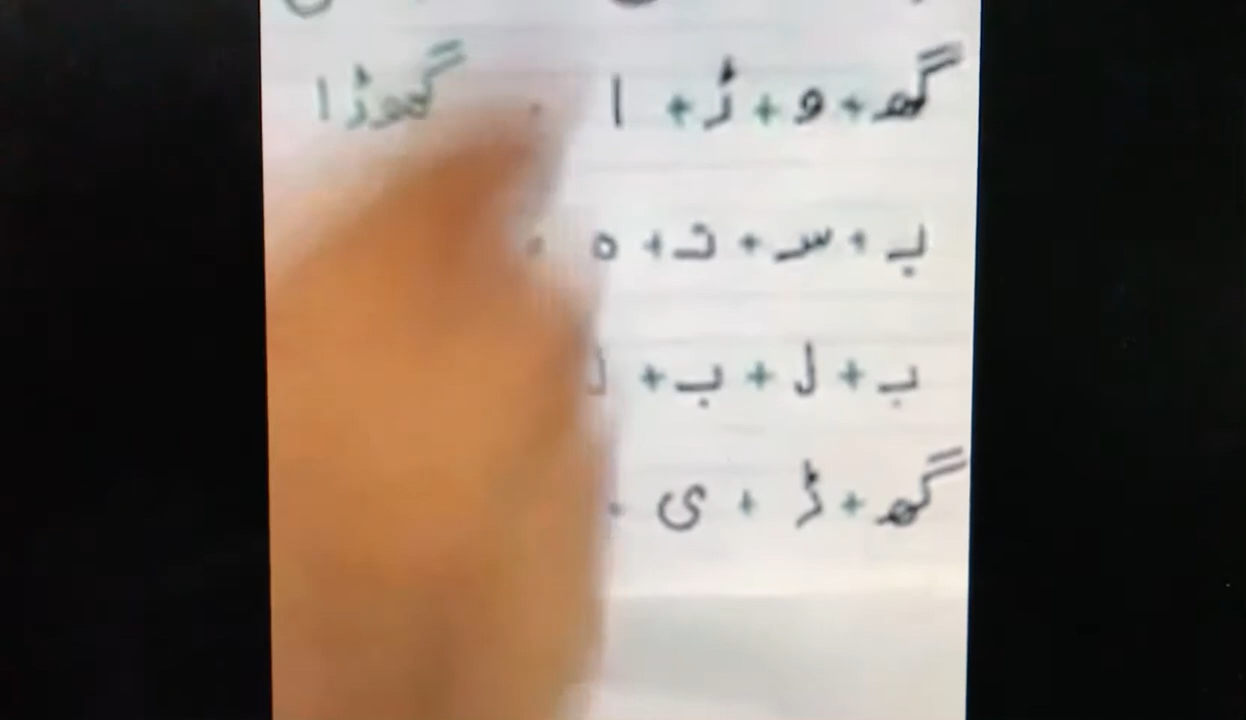 گھ + و + ڑ + ا گھوڑا
ب + س + ت + ہ
ب + ل + ب + ل
گھ + ڑ + ی